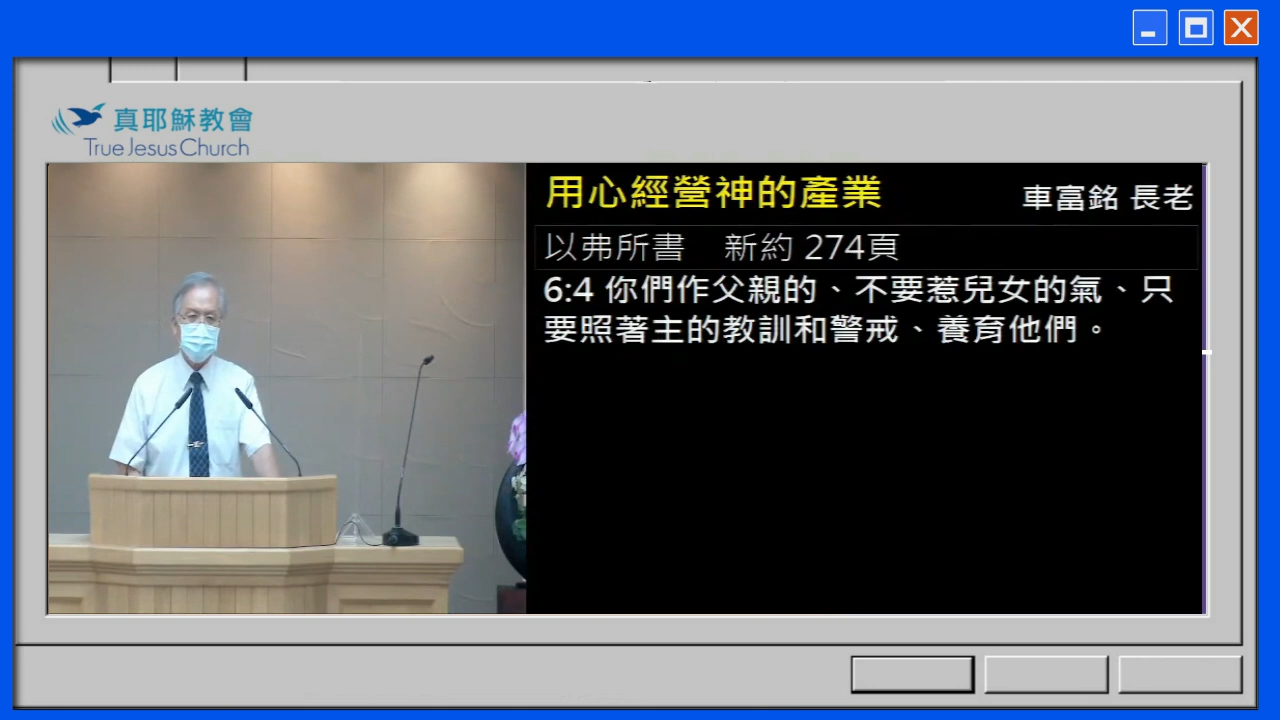 真耶穌教會
True Jesus Church
用心經營神的產業
車富銘 長老
以弗所書 新約 274頁
6:4 你們作父親的、不要惹兒女的氣、只
要照著主的教訓和警戒、養育他們。